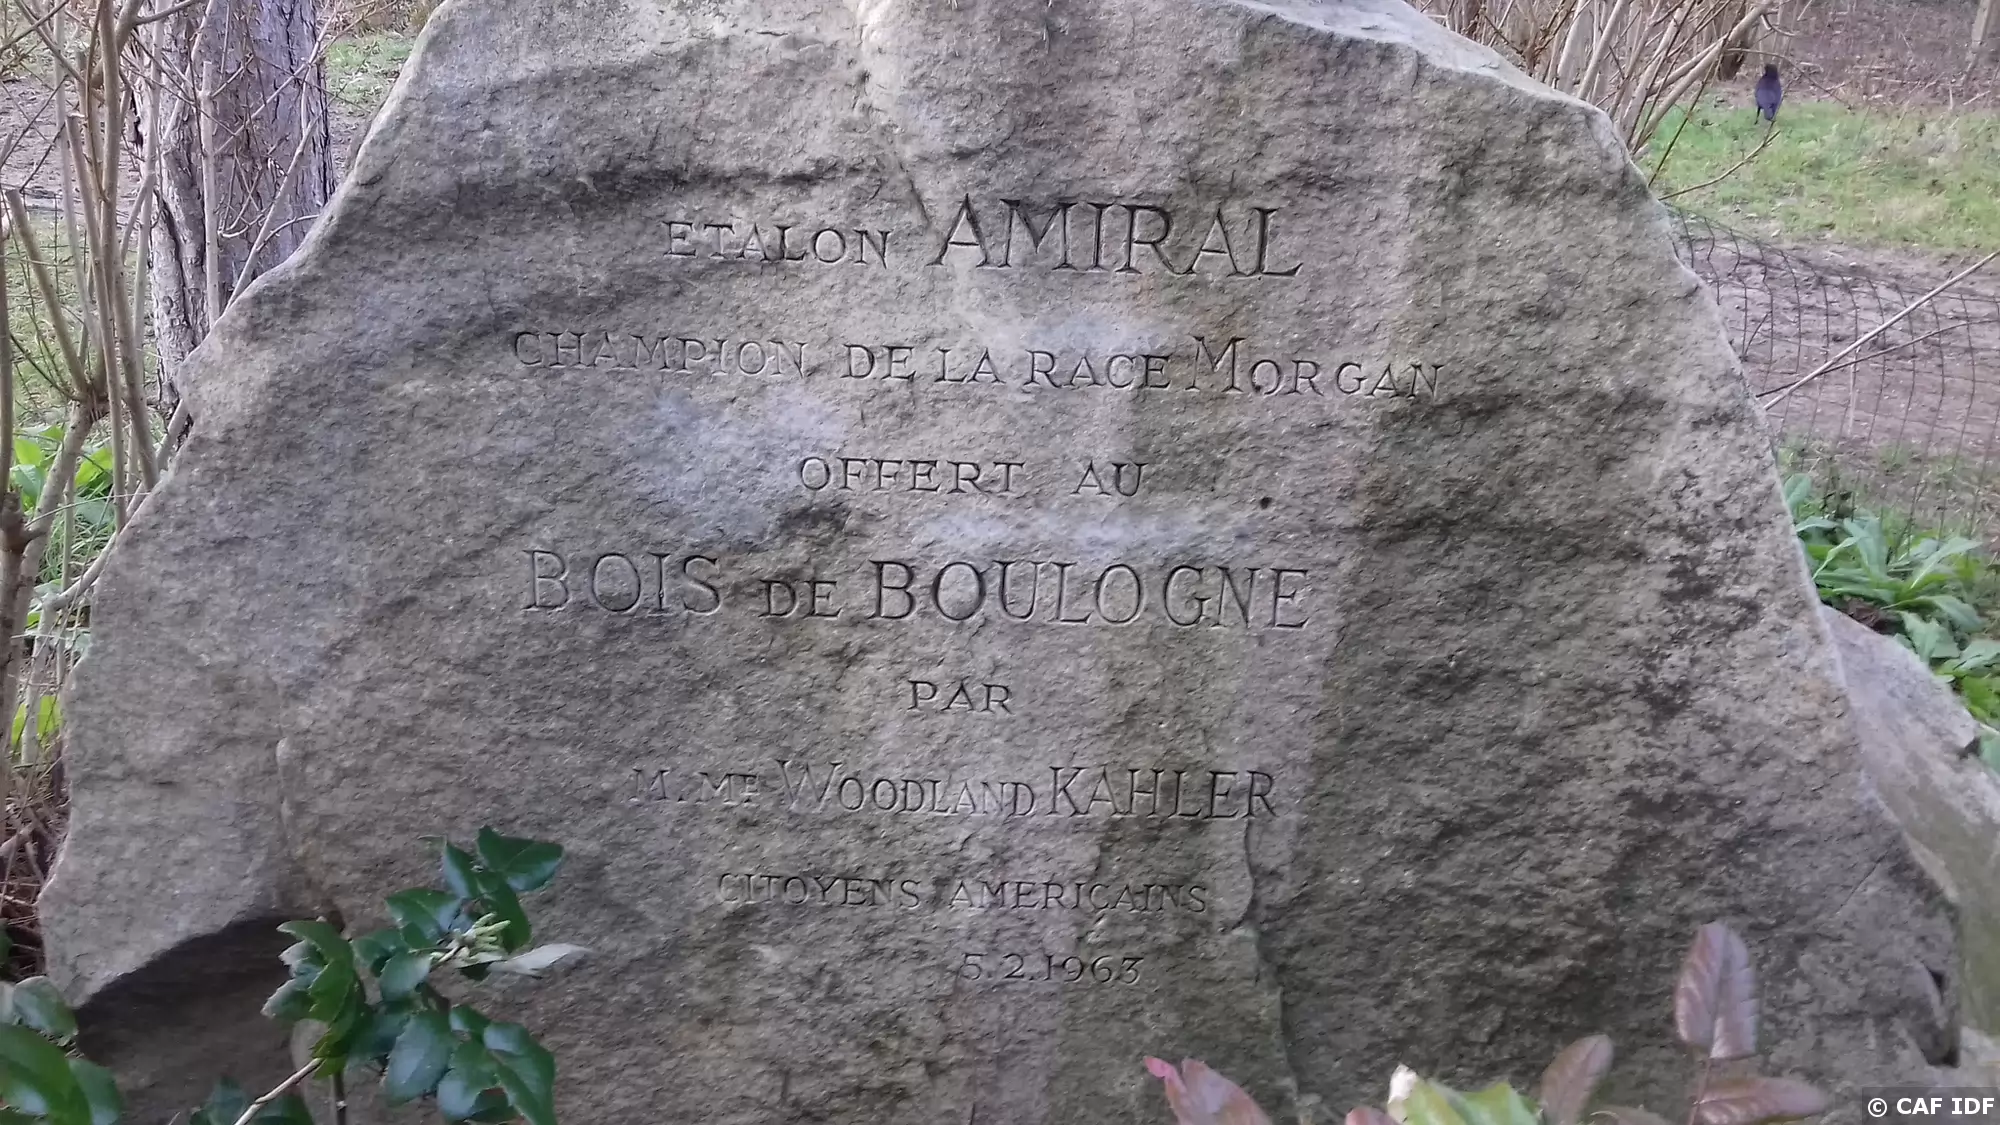 ETALON AMIRAL
CHAMPION DE LA RACE MORGAN
OFFERT AU
BOIS DE BOULOGNE
PAR
M. ME WOODLAND KAHLER
CITOYENS AMERICAINS
5.2.1963
© CAF IDF